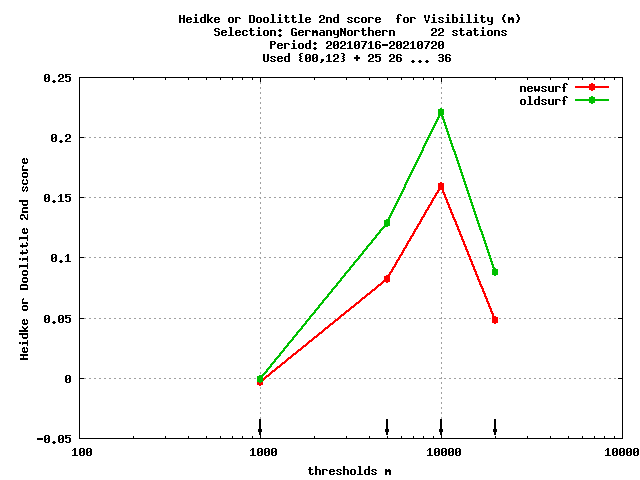 Heidke or Doolittle 2nd score  for Visibility (m)
Selection: GermanyNorthern     22 stations
Period: 20210716-20210720
Used {00,12} + 25 26 ... 36
newsurf
oldsurf
Heidke or Doolittle 2nd score
0.25
0.2
0.15
0.1
0.05
0
-0.05
100 1000 10000 10000
thresholds m